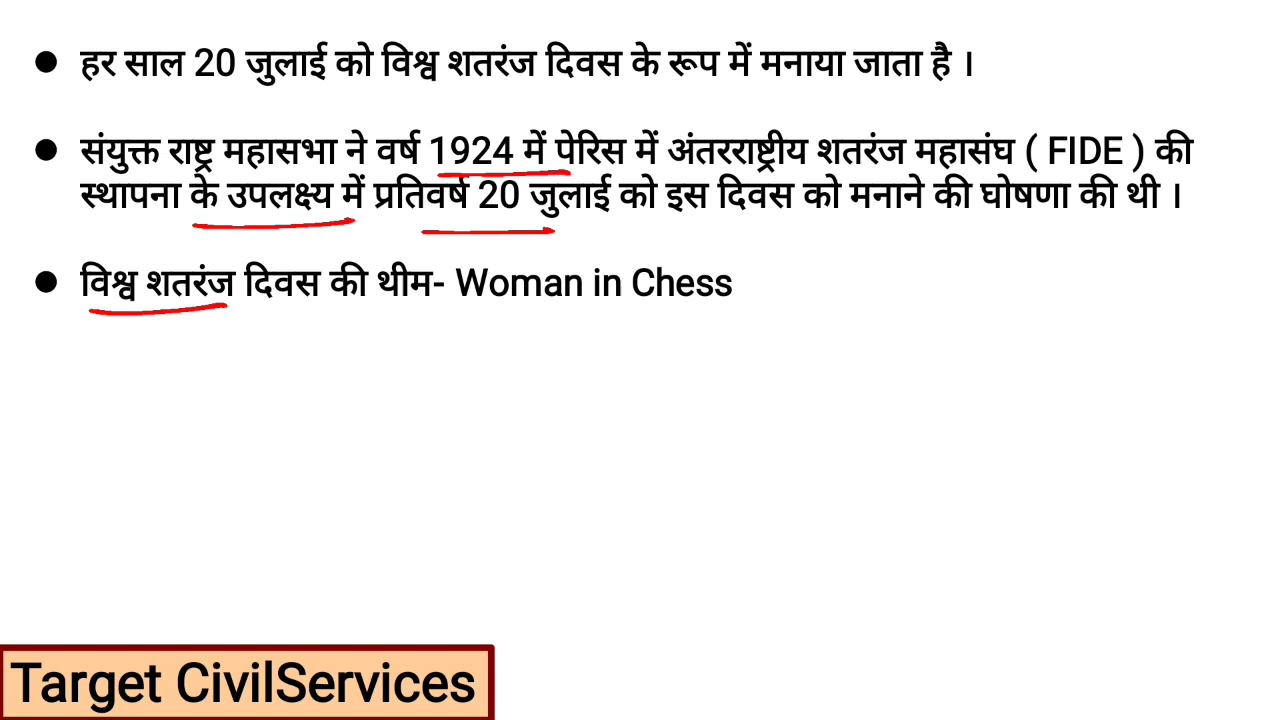 ● हर साल 20 जुलाई को विश्व शतरंज दिवस के रूप में मनाया जाता है ।
● संयुक्त राष्ट्र महासभा ने वर्ष 1924 में पेरिस में अंतरराष्ट्रीय शतरंज महासंघ ( FIDE ) की
स्थापना के उपलक्ष्य में प्रतिवर्ष 20 जुलाई को इस दिवस को मनाने की घोषणा की थी ।
● विश्व शतरंज दिवस की थीम- Woman in Chess
Target CivilServices